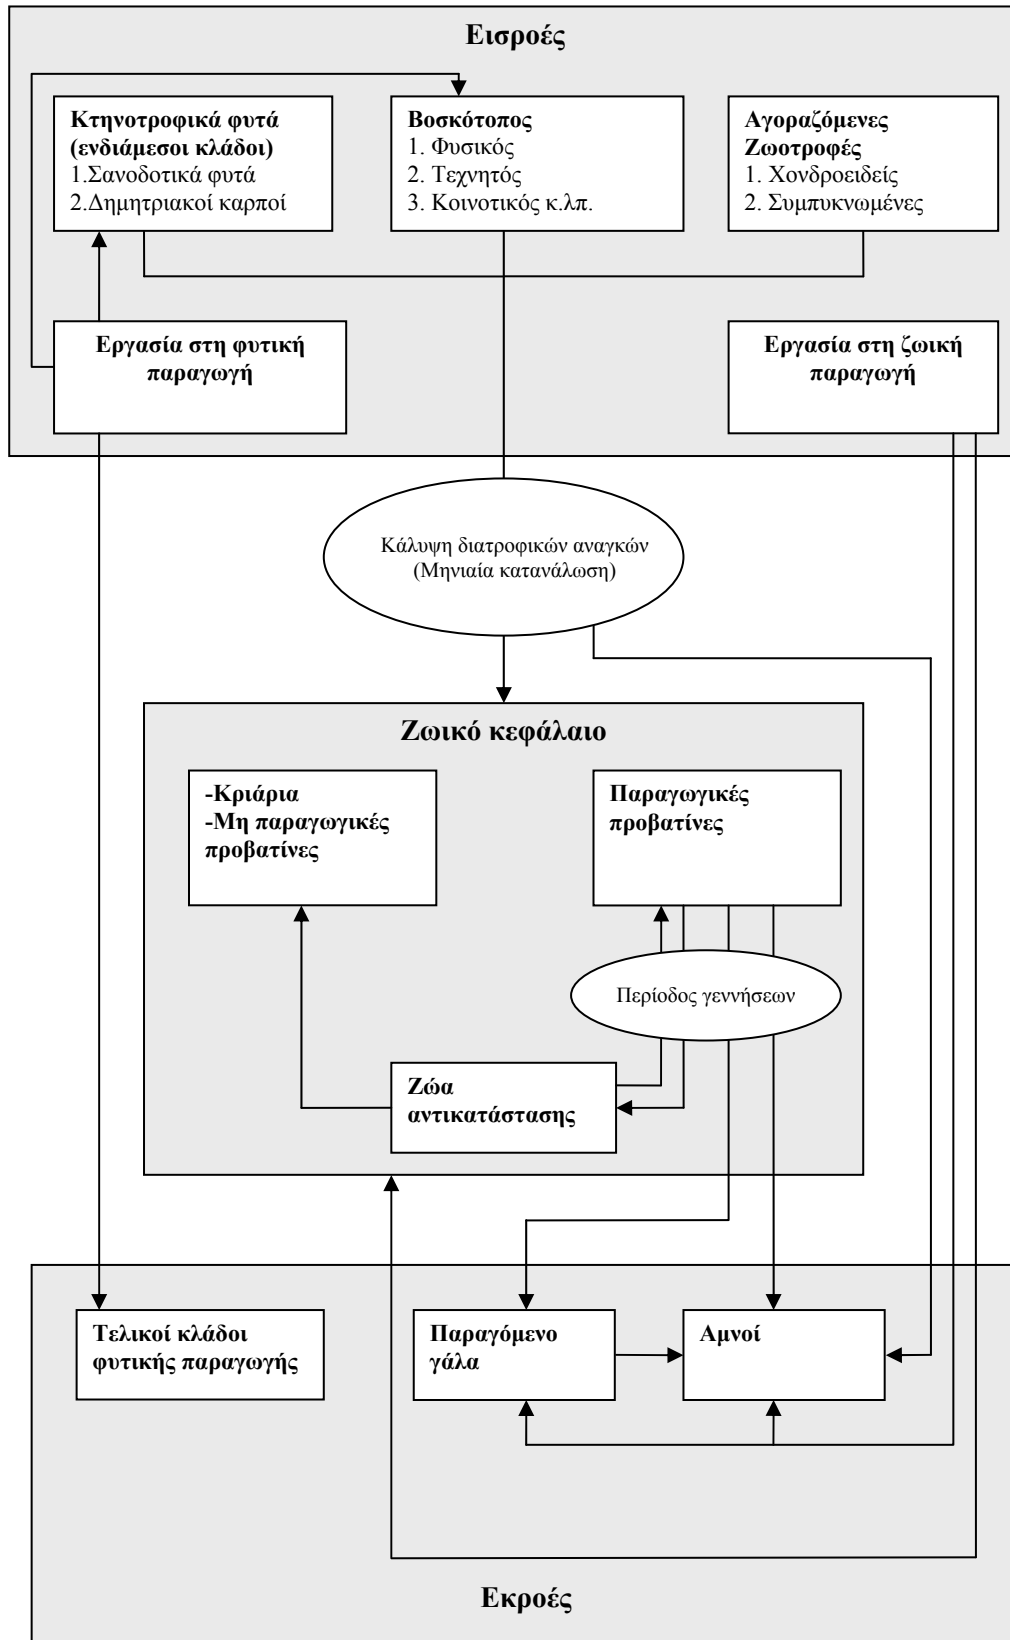 Εισροές
Κτηνοτροφικά φυτά
(ενδιάμεσοι κλάδοι)
1.Σανοδοτικά φυτά
2.Δημητριακοί καρποί
Βοσκότοπος
1. Φυσικός
2. Τεχνητός
3. Κοινοτικός κ.λπ.
Αγοραζόμενες
Ζωοτροφές
1. Χονδροειδείς
2. Συμπυκνωμένες
Εργασία στη φυτική
παραγωγή
Εργασία στη ζωική
παραγωγή
Κάλυψη διατροφικών αναγκών
(Μηνιαία κατανάλωση)
Ζωικό κεφάλαιο
-Κριάρια
-Μη παραγωγικές
προβατίνες
Παραγωγικές
προβατίνες
Περίοδος γεννήσεων
Ζώα
αντικατάστασης
Τελικοί κλάδοι
φυτικής παραγωγής
Παραγόμενο
γάλα
Αμνοί
Εκροές